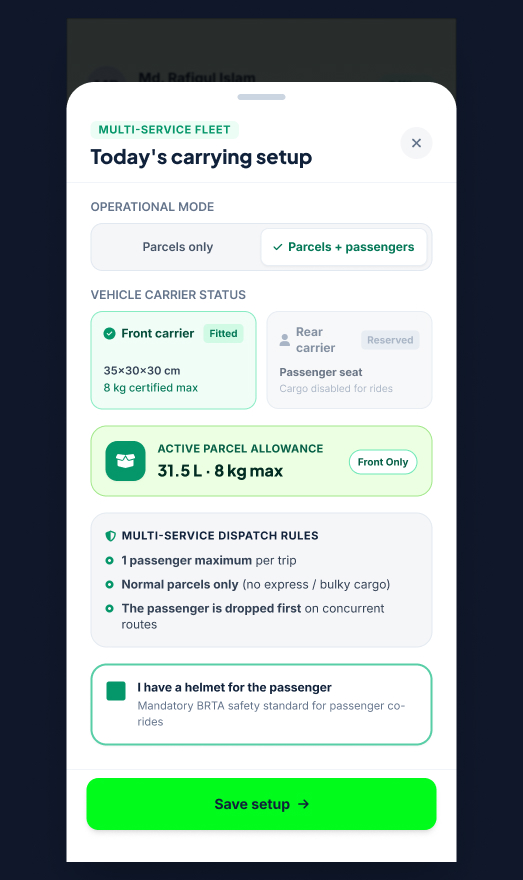 Md. Rafiqul Islam
MULTI-SERVICE FLEET
Today's carrying setup
OPERATIONAL MODE
Parcels only
Parcels + passengers
VEHICLE CARRIER STATUS
Front carrier
Fitted
35×30×30 cm
8 kg certified max
Rear
carrier
Reserved
Passenger seat
Cargo disabled for rides
ACTIVE PARCEL ALLOWANCE
31.5 L · 8 kg max
Front Only
MULTI-SERVICE DISPATCH RULES
1 passenger maximum per trip
Normal parcels only (no express / bulky cargo)
The passenger is dropped first on concurrent
routes
I have a helmet for the passenger
Mandatory BRTA safety standard for passenger co-
rides
Save setup →